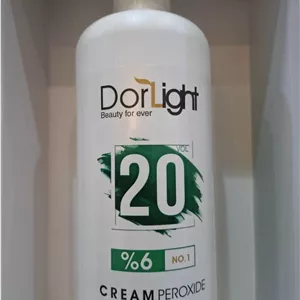 DorLight
Beauty for ever
VOL
20
%6 NO.1
CREAM PEROXIDE